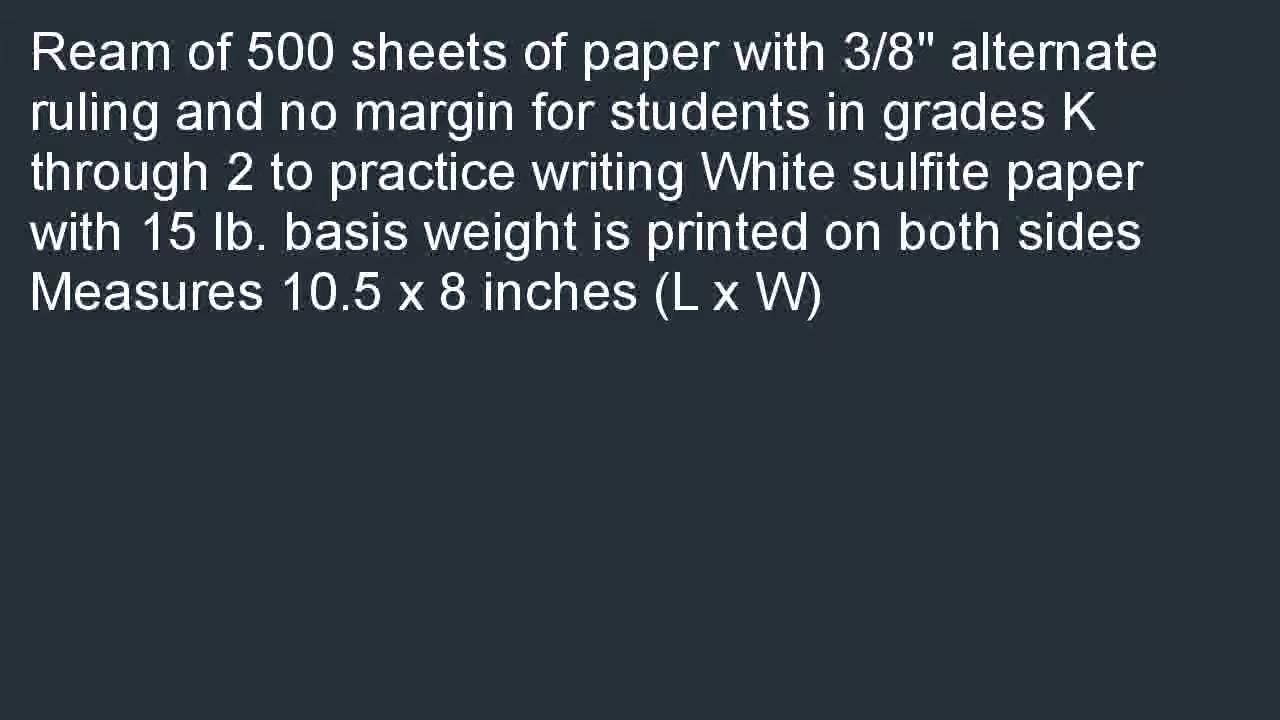 Ream of 500 sheets of paper with 3/8" alternate
ruling and no margin for students in grades K
through 2 to practice writing White sulfite paper
with 15 lb. basis weight is printed on both sides
Measures 10.5 x 8 inches (L x W)